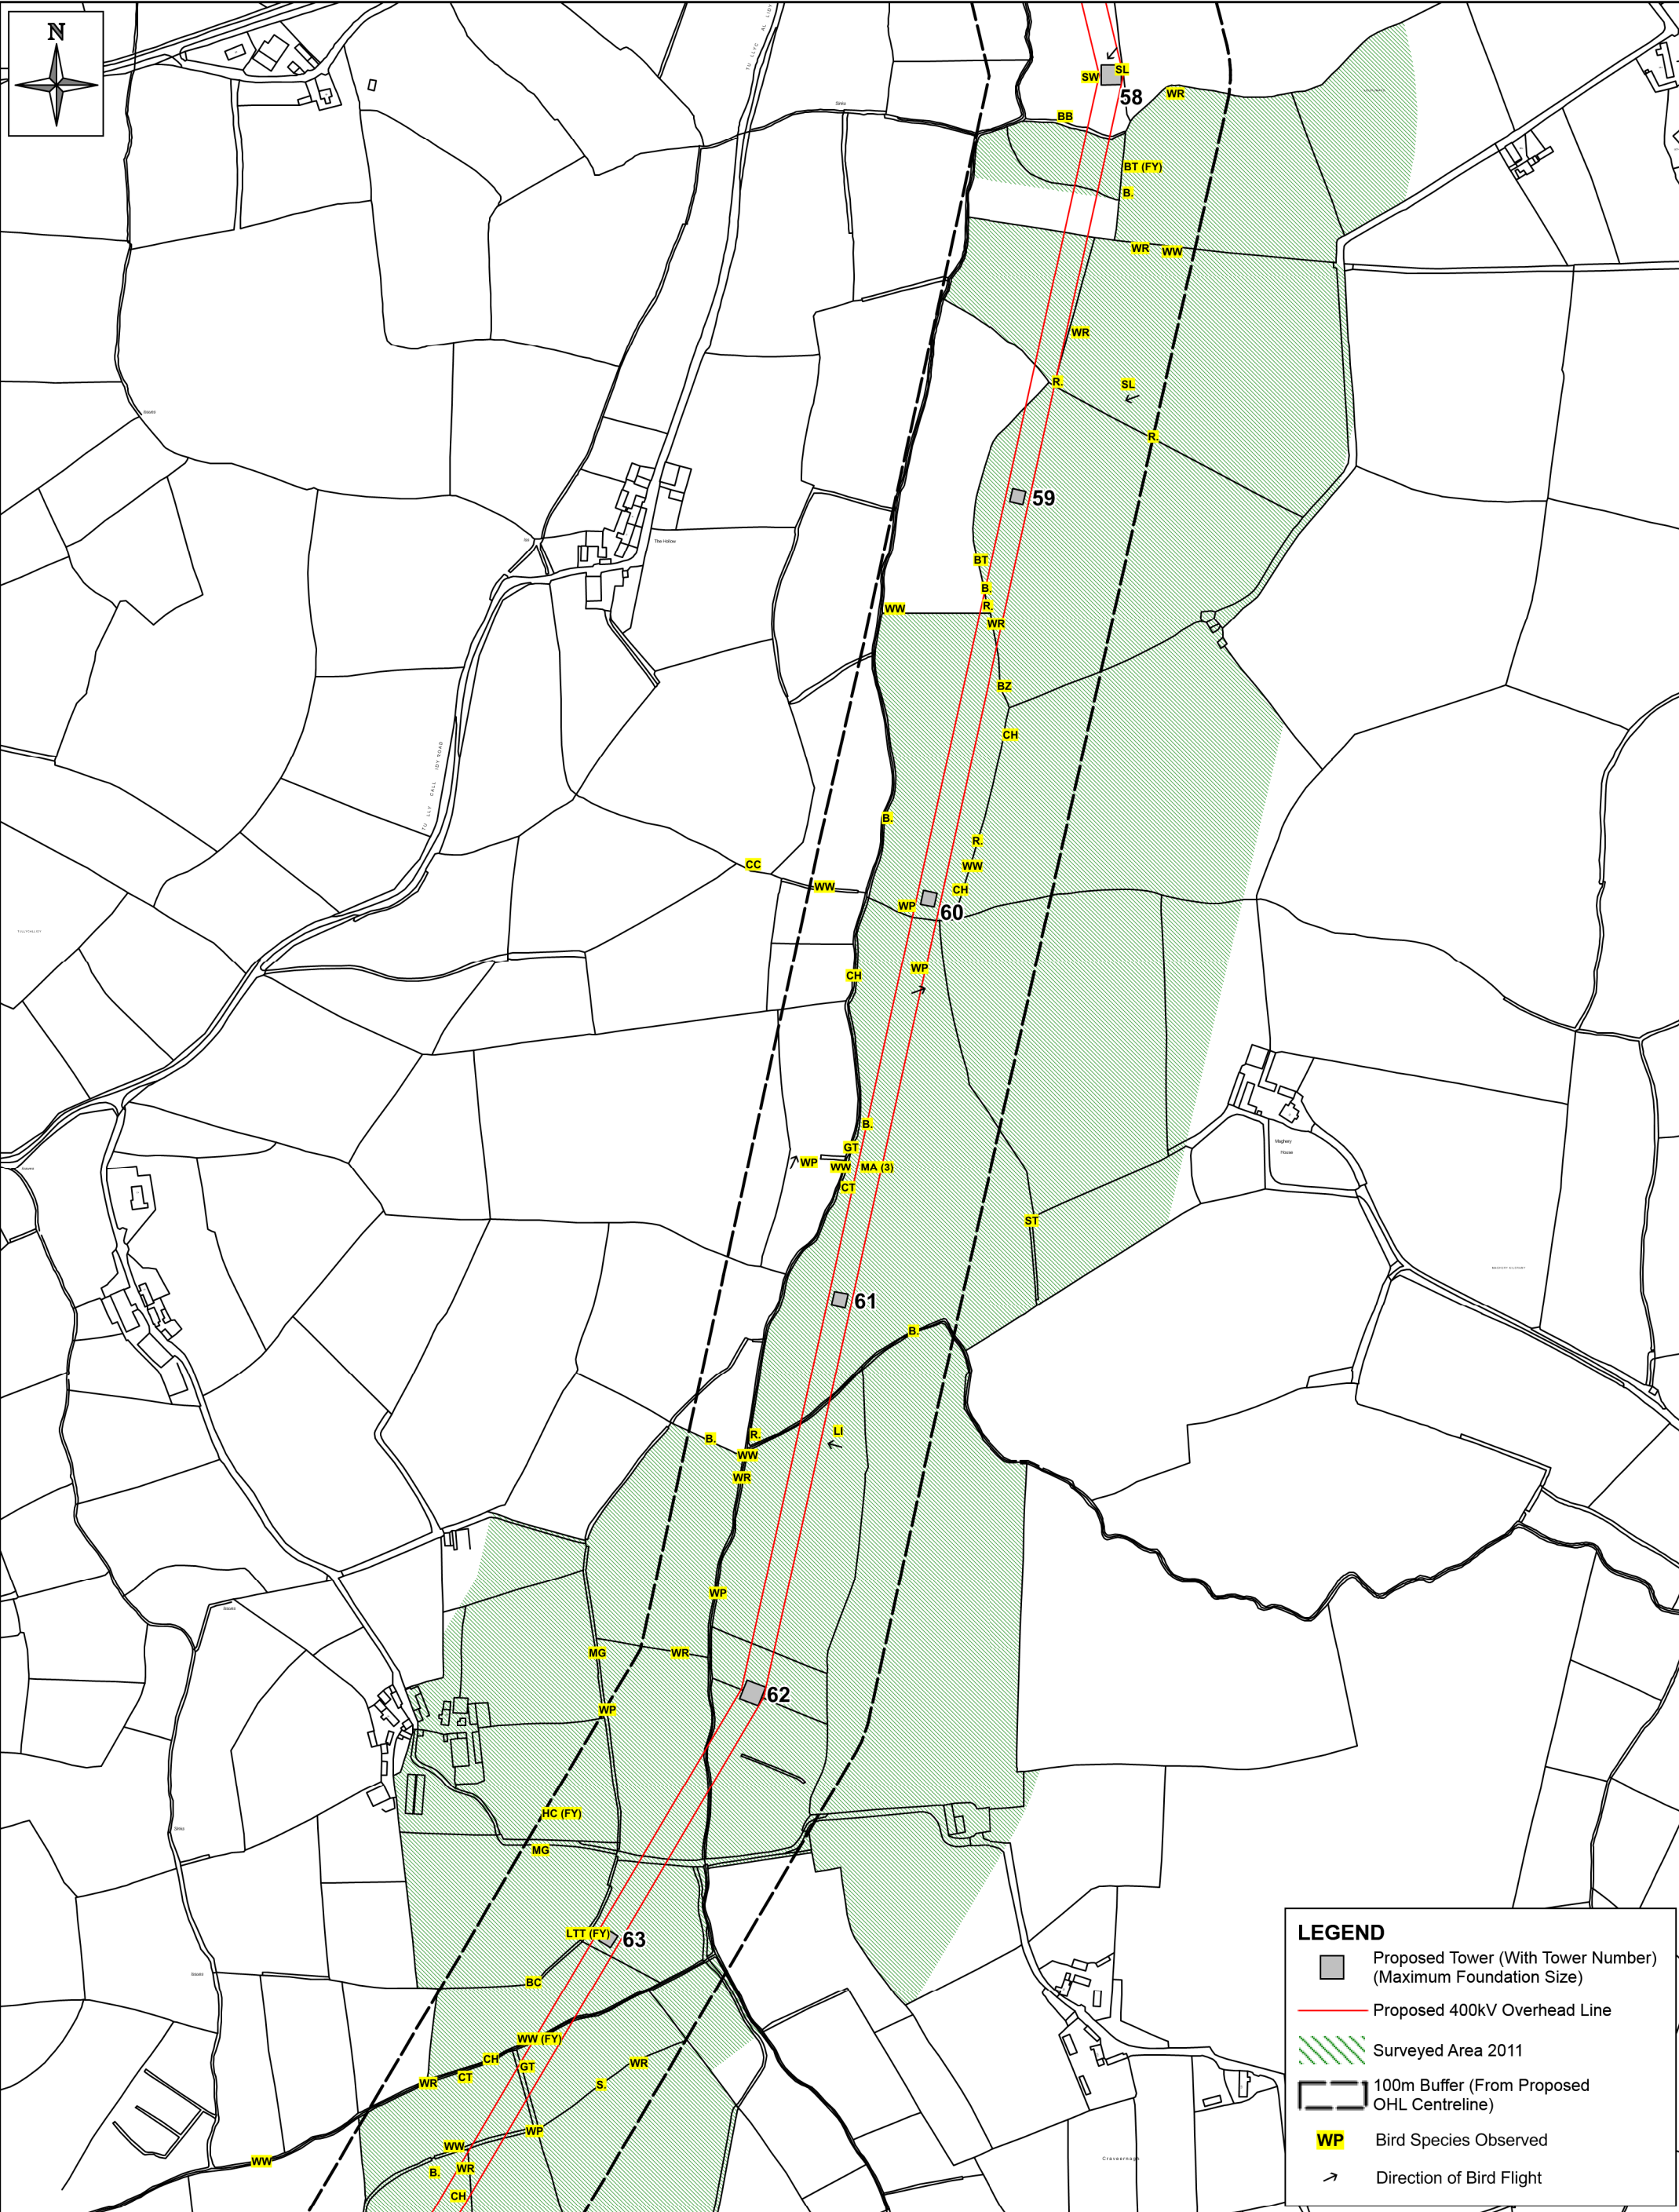 N
SL
SW
58
WR
BB
BT (FY)
B.
WR
WW
WR
R.
SL
R.
59
The Hollow
BT
B.
WW
R.
WR
BZ
CH
B.
R.
CC
WW
WW
CH
WP
60
WP
CH
B.
GT
WP
WW
MA (3)
CT
Maghery
House
ST
61
B.
R.
LI
B.
WW
WR
WP
MG
WR
62
WP
HC (FY)
MG
LTT (FY)
63
BC
WW (FY)
CH
GT
WR
CT
WR
S.
WP
WW
WW
B.
WR
CH
LEGEND
Proposed Tower (With Tower Number)
(Maximum Foundation Size)
Proposed 400kV Overhead Line
Surveyed Area 2011
100m Buffer (From Proposed
OHL Centreline)
WP Bird Species Observed
Direction of Bird Flight